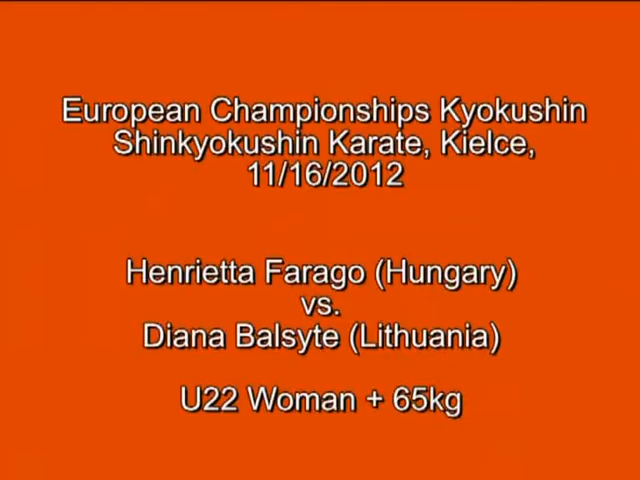 European Championships Kyokushin
Shinkyokushin Karate, Kielce,
11/16/2012
Henrietta Farago (Hungary)
vs.
Diana Balsyte (Lithuania)
U22 Woman + 65kg